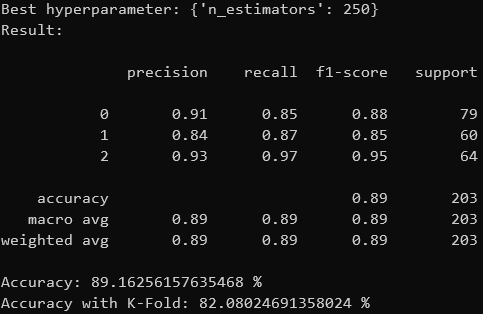 Best hyperparameter: {'n_estimators': 250}
Result:
precision recall f1-score support
0 0.91 0.85 0.88 79
1 0.84 0.87 0.85 60
2 0.93 0.97 0.95 64
accuracy 0.89 203
macro avg 0.89 0.89 0.89 203
weighted avg 0.89 0.89 0.89 203
Accuracy: 89.16256157635468 %
Accuracy with K-Fold: 82.08024691358024 %